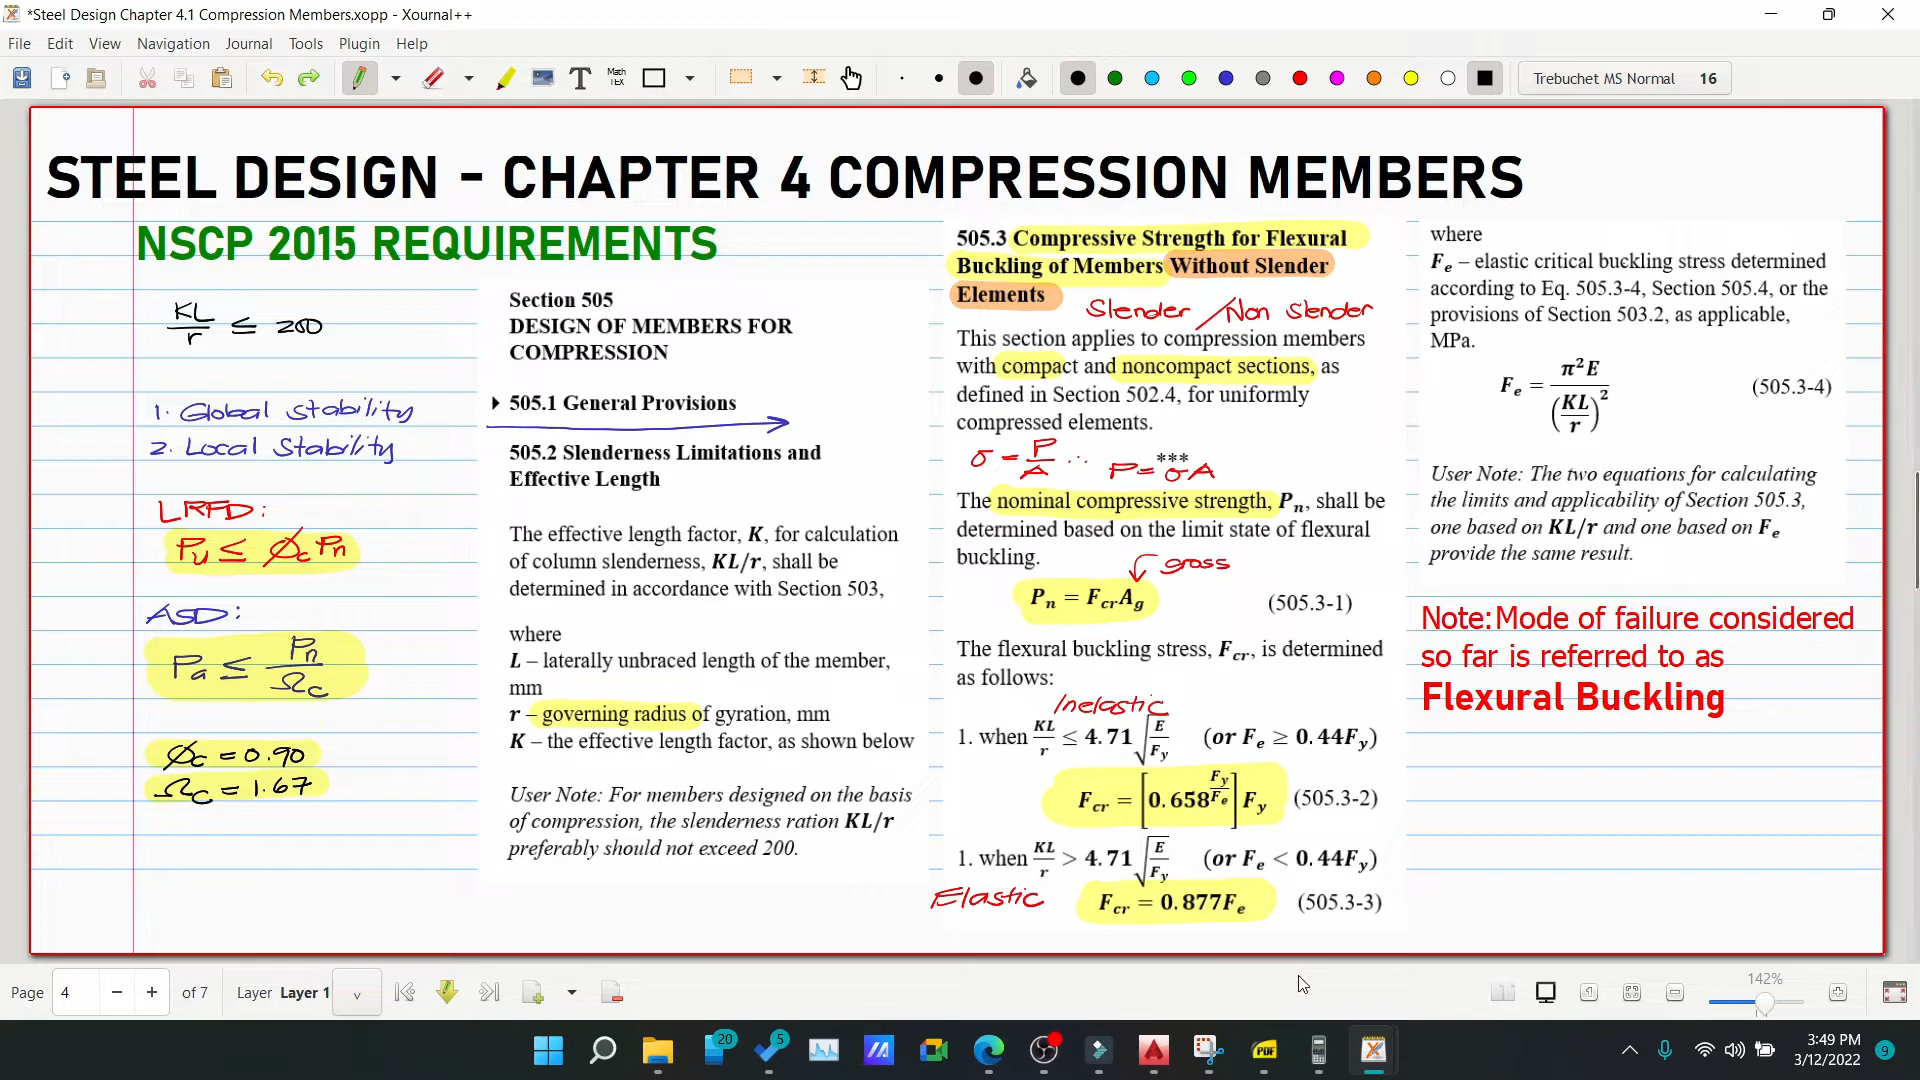 *Steel Design Chapter 4.1 Compression Members.xopp - Xournal++
File Edit View Navigation Journal Tools Plugin Help
Math
TEX
Trebuchet MS Normal 16
STEEL DESIGN - CHAPTER 4 COMPRESSION MEMBERS
NSCP 2015 REQUIREMENTS
KL/r ≤ 200
1. Global Stability
2. Local Stability
LRFD:
Pu ≤ ϕc Pn
ASD:
Pa ≤ Pn/Ωc
ϕc = 0.90
Ωc = 1.67
Section 505
DESIGN OF MEMBERS FOR
COMPRESSION
505.1 General Provisions
505.2 Slenderness Limitations and
Effective Length
The effective length factor, K, for calculation
of column slenderness, KL/r, shall be
determined in accordance with Section 503,
where
L – laterally unbraced length of the member,
mm
r – governing radius of gyration, mm
K – the effective length factor, as shown below
User Note: For members designed on the basis
of compression, the slenderness ration KL/r
preferably should not exceed 200.
505.3 Compressive Strength for Flexural
Buckling of Members Without Slender
Elements
Slender / Non Slender
This section applies to compression members
with compact and noncompact sections, as
defined in Section 502.4, for uniformly
compressed elements.
σ = P/A ∴ P = σA
***
The nominal compressive strength, Pn, shall be
determined based on the limit state of flexural
buckling.
gross
Pn = FcrAg (505.3-1)
The flexural buckling stress, Fcr, is determined
as follows:
Inelastic
1. when KL/r ≤ 4.71 √(E/Fy) (or Fe ≥ 0.44Fy)
Fcr = [0.658^(Fy/Fe)] Fy (505.3-2)
1. when KL/r > 4.71 √(E/Fy) (or Fe < 0.44Fy)
Elastic
Fcr = 0.877Fe (505.3-3)
where
Fe – elastic critical buckling stress determined
according to Eq. 505.3-4, Section 505.4, or the
provisions of Section 503.2, as applicable,
MPa.
Fe = π²E/(KL/r)² (505.3-4)
User Note: The two equations for calculating
the limits and applicability of Section 505.3,
one based on KL/r and one based on Fe
provide the same result.
Note:Mode of failure considered
so far is referred to as
Flexural Buckling
Page 4 of 7 Layer Layer 1
142%
20
5
PDF
3:49 PM
3/12/2022
9